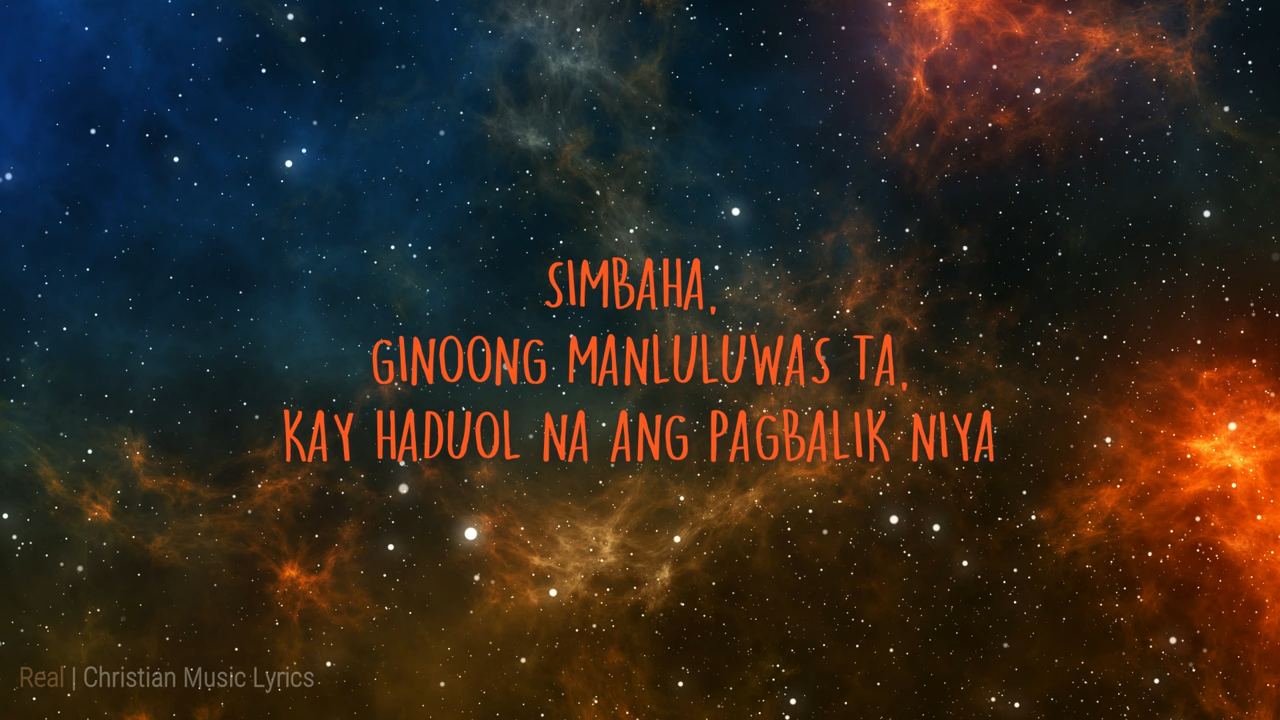 SIMBAHA,
GINOONG MANLULUWAS TA,
KAY HADUOL NA ANG PAGBALIK NIYA
Real | Christian Music Lyrics